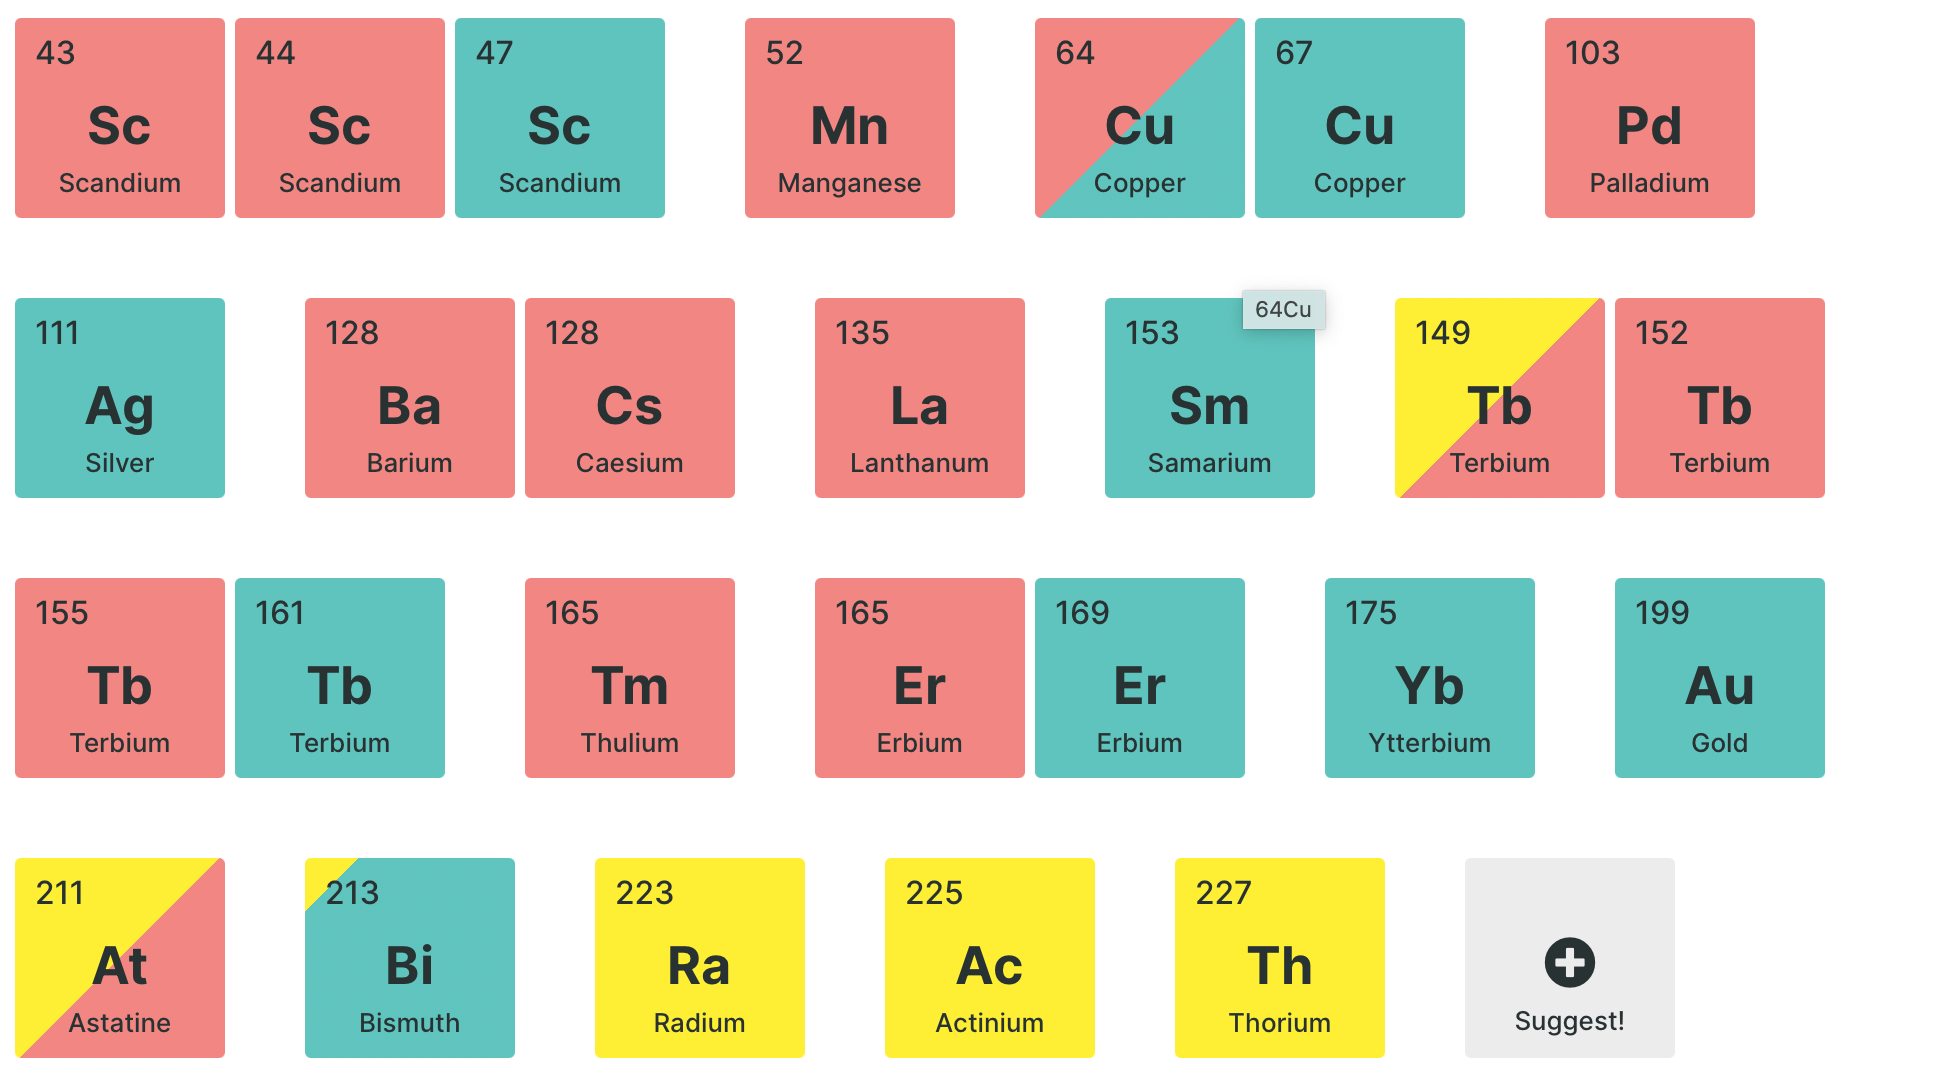 43
Sc
Scandium
44
Sc
Scandium
47
Sc
Scandium
52
Mn
Manganese
64
Cu
Copper
67
Cu
Copper
103
Pd
Palladium
111
Ag
Silver
128
Ba
Barium
128
Cs
Caesium
135
La
Lanthanum
153
Sm
Samarium
64Cu
149
Tb
Terbium
152
Tb
Terbium
155
Tb
Terbium
161
Tb
Terbium
165
Tm
Thulium
165
Er
Erbium
169
Er
Erbium
175
Yb
Ytterbium
199
Au
Gold
211
At
Astatine
213
Bi
Bismuth
223
Ra
Radium
225
Ac
Actinium
227
Th
Thorium
Suggest!